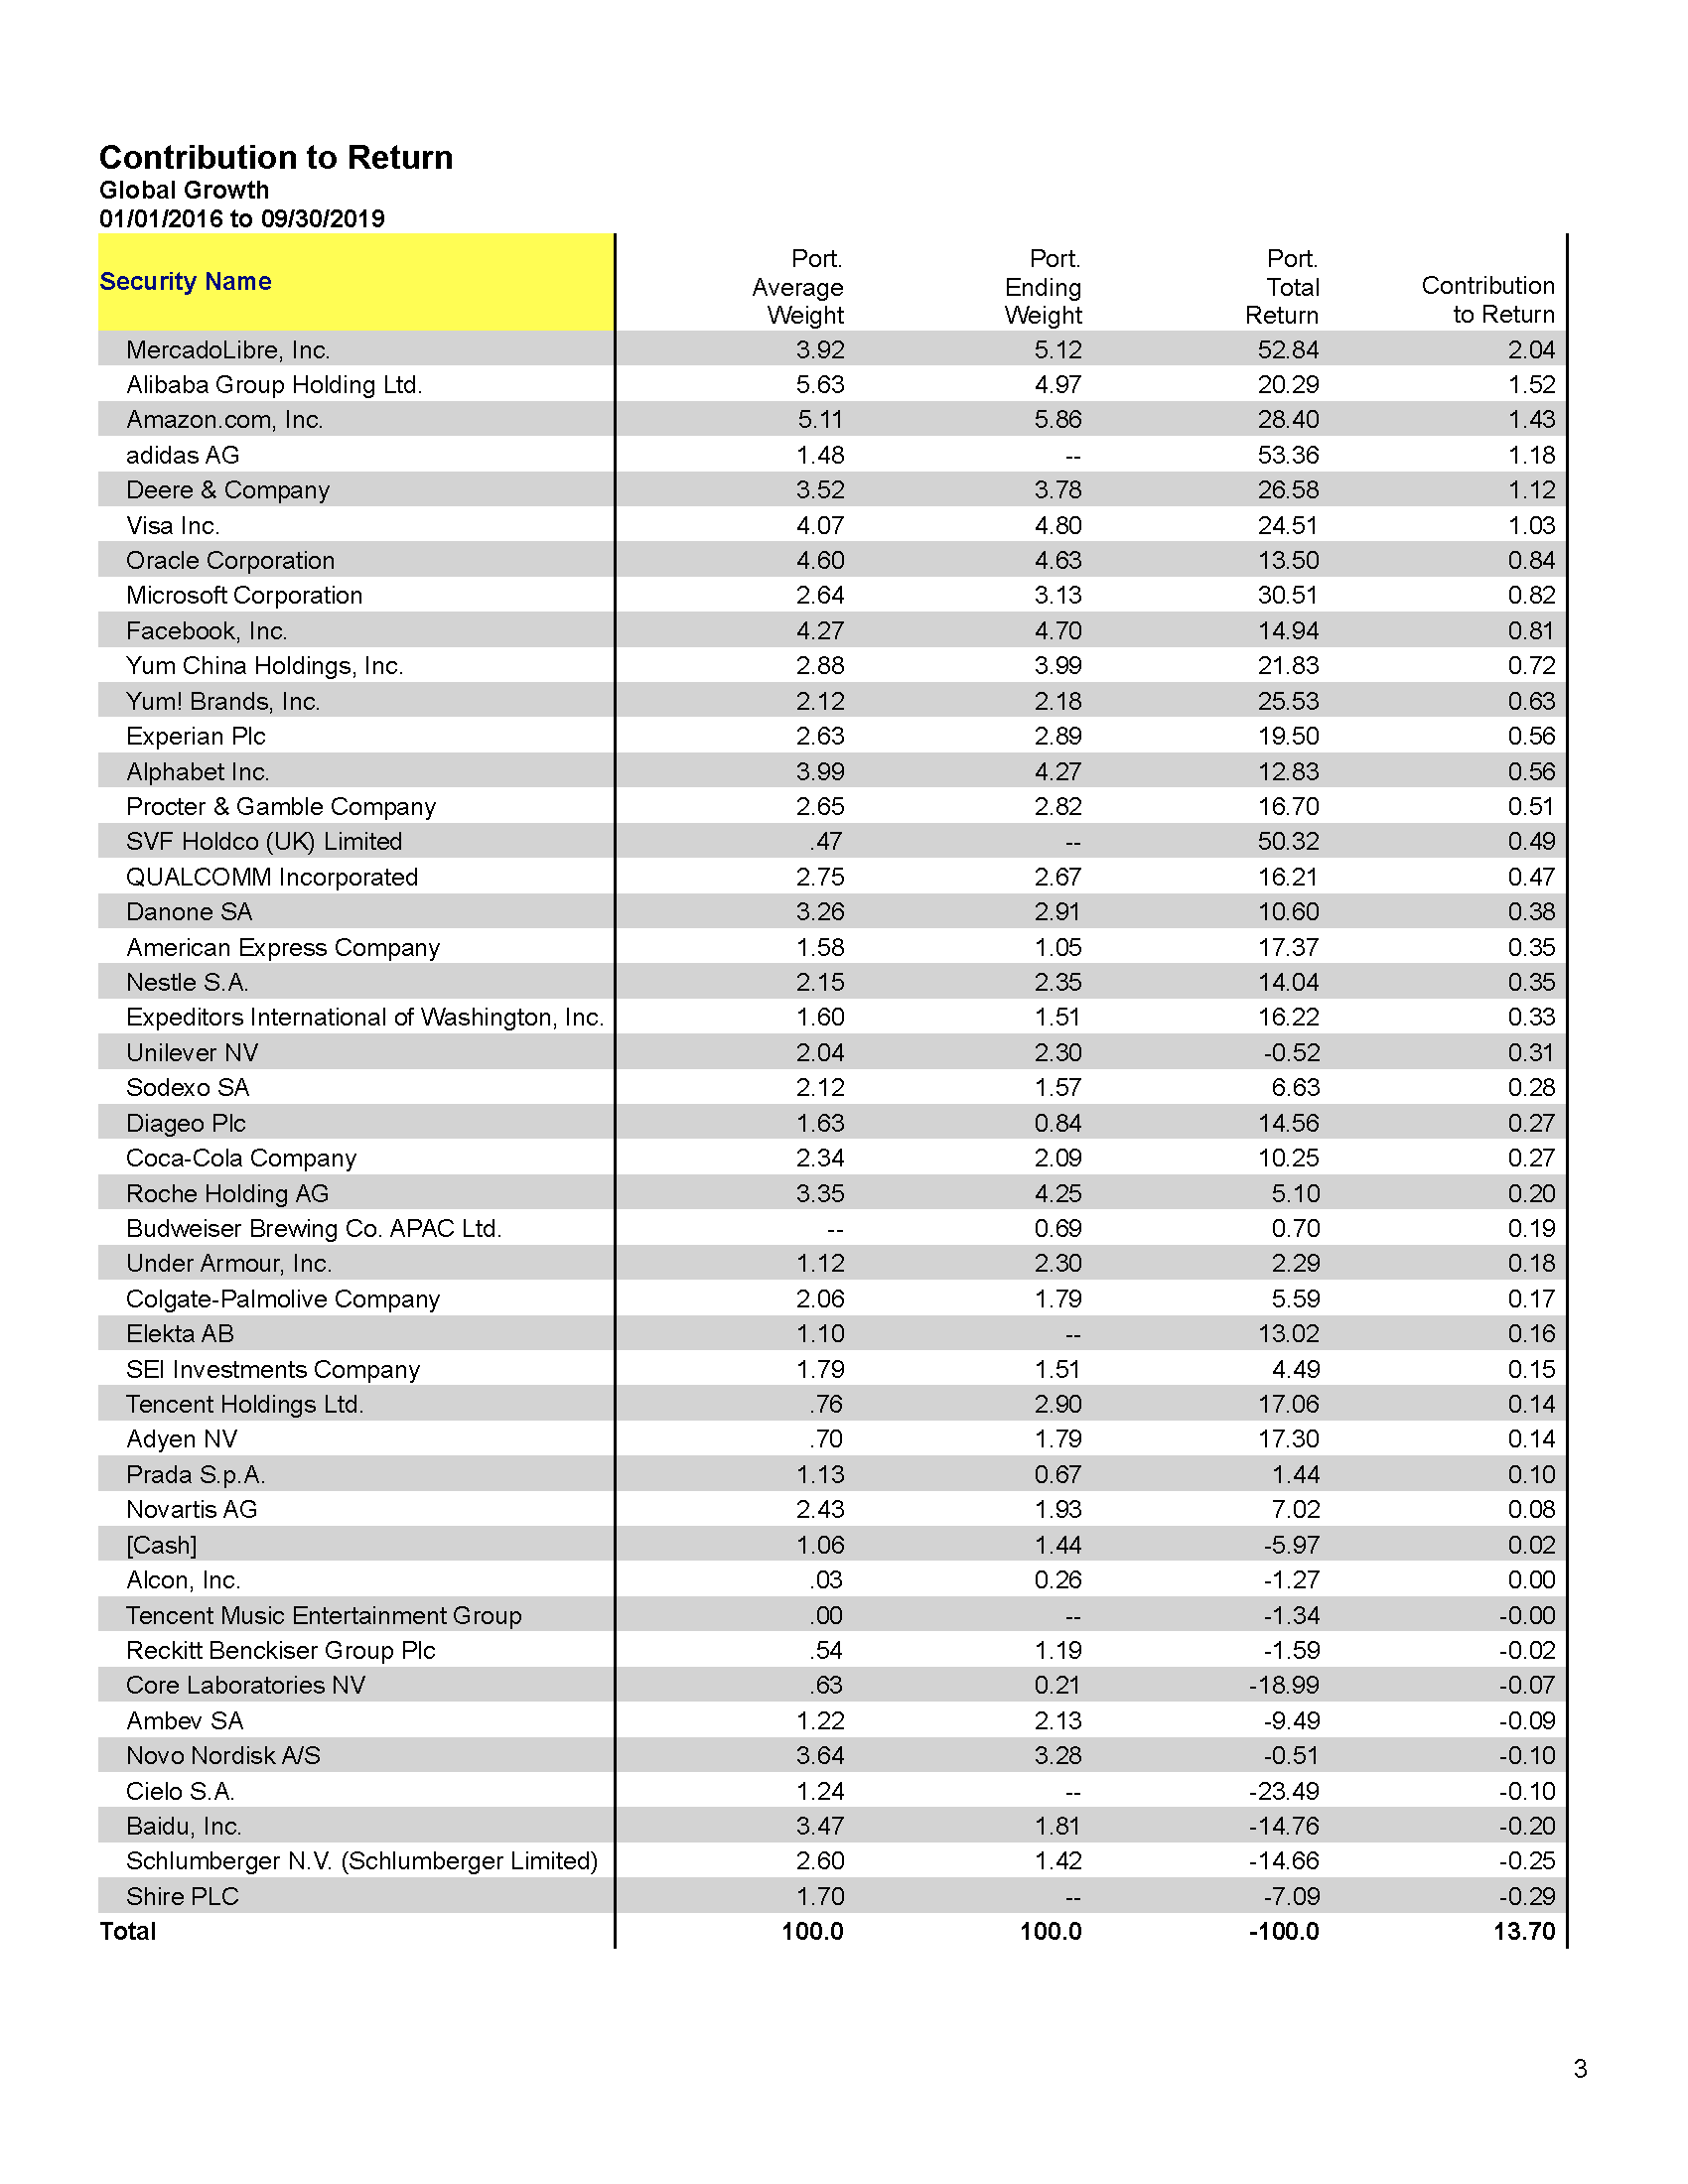 Contribution to Return
Global Growth
01/01/2016 to 09/30/2019
Security Name Port. Average Weight Port. Ending Weight Port. Total Return Contribution to Return
MercadoLibre, Inc. 3.92 5.12 52.84 2.04
Alibaba Group Holding Ltd. 5.63 4.97 20.29 1.52
Amazon.com, Inc. 5.11 5.86 28.40 1.43
adidas AG 1.48 -- 53.36 1.18
Deere & Company 3.52 3.78 26.58 1.12
Visa Inc. 4.07 4.80 24.51 1.03
Oracle Corporation 4.60 4.63 13.50 0.84
Microsoft Corporation 2.64 3.13 30.51 0.82
Facebook, Inc. 4.27 4.70 14.94 0.81
Yum China Holdings, Inc. 2.88 3.99 21.83 0.72
Yum! Brands, Inc. 2.12 2.18 25.53 0.63
Experian Plc 2.63 2.89 19.50 0.56
Alphabet Inc. 3.99 4.27 12.83 0.56
Procter & Gamble Company 2.65 2.82 16.70 0.51
SVF Holdco (UK) Limited .47 -- 50.32 0.49
QUALCOMM Incorporated 2.75 2.67 16.21 0.47
Danone SA 3.26 2.91 10.60 0.38
American Express Company 1.58 1.05 17.37 0.35
Nestle S.A. 2.15 2.35 14.04 0.35
Expeditors International of Washington, Inc. 1.60 1.51 16.22 0.33
Unilever NV 2.04 2.30 -0.52 0.31
Sodexo SA 2.12 1.57 6.63 0.28
Diageo Plc 1.63 0.84 14.56 0.27
Coca-Cola Company 2.34 2.09 10.25 0.27
Roche Holding AG 3.35 4.25 5.10 0.20
Budweiser Brewing Co. APAC Ltd. -- 0.69 0.70 0.19
Under Armour, Inc. 1.12 2.30 2.29 0.18
Colgate-Palmolive Company 2.06 1.79 5.59 0.17
Elekta AB 1.10 -- 13.02 0.16
SEI Investments Company 1.79 1.51 4.49 0.15
Tencent Holdings Ltd. .76 2.90 17.06 0.14
Adyen NV .70 1.79 17.30 0.14
Prada S.p.A. 1.13 0.67 1.44 0.10
Novartis AG 2.43 1.93 7.02 0.08
[Cash] 1.06 1.44 -5.97 0.02
Alcon, Inc. .03 0.26 -1.27 0.00
Tencent Music Entertainment Group .00 -- -1.34 -0.00
Reckitt Benckiser Group Plc .54 1.19 -1.59 -0.02
Core Laboratories NV .63 0.21 -18.99 -0.07
Ambev SA 1.22 2.13 -9.49 -0.09
Novo Nordisk A/S 3.64 3.28 -0.51 -0.10
Cielo S.A. 1.24 -- -23.49 -0.10
Baidu, Inc. 3.47 1.81 -14.76 -0.20
Schlumberger N.V. (Schlumberger Limited) 2.60 1.42 -14.66 -0.25
Shire PLC 1.70 -- -7.09 -0.29
Total 100.0 100.0 -100.0 13.70
3